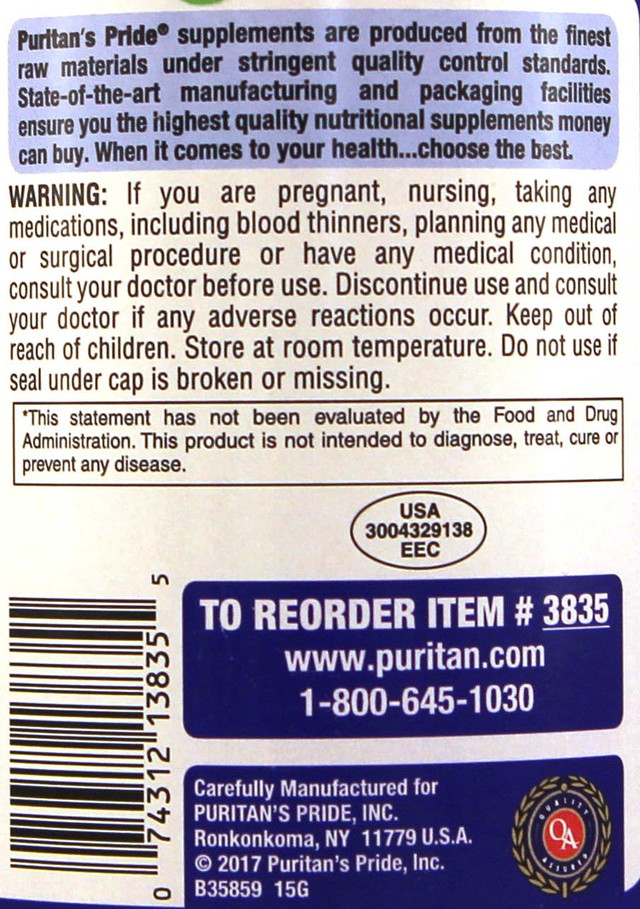 Puritan's Pride® supplements are produced from the finest
raw materials under stringent quality control standards.
State-of-the-art manufacturing and packaging facilities
ensure you the highest quality nutritional supplements money
can buy. When it comes to your health...choose the best.
WARNING: If you are pregnant, nursing, taking any
medications, including blood thinners, planning any medical
or surgical procedure or have any medical condition,
consult your doctor before use. Discontinue use and consult
your doctor if any adverse reactions occur. Keep out of
reach of children. Store at room temperature. Do not use if
seal under cap is broken or missing.
*This statement has not been evaluated by the Food and Drug
Administration. This product is not intended to diagnose, treat, cure or
prevent any disease.
USA
3004329138
EEC
0 74312 13835 5
TO REORDER ITEM # 3835
www.puritan.com
1-800-645-1030
Carefully Manufactured for
PURITAN'S PRIDE, INC.
Ronkonkoma, NY 11779 U.S.A.
© 2017 Puritan's Pride, Inc.
B35859 15G
QUALITY
QA
ASSURED